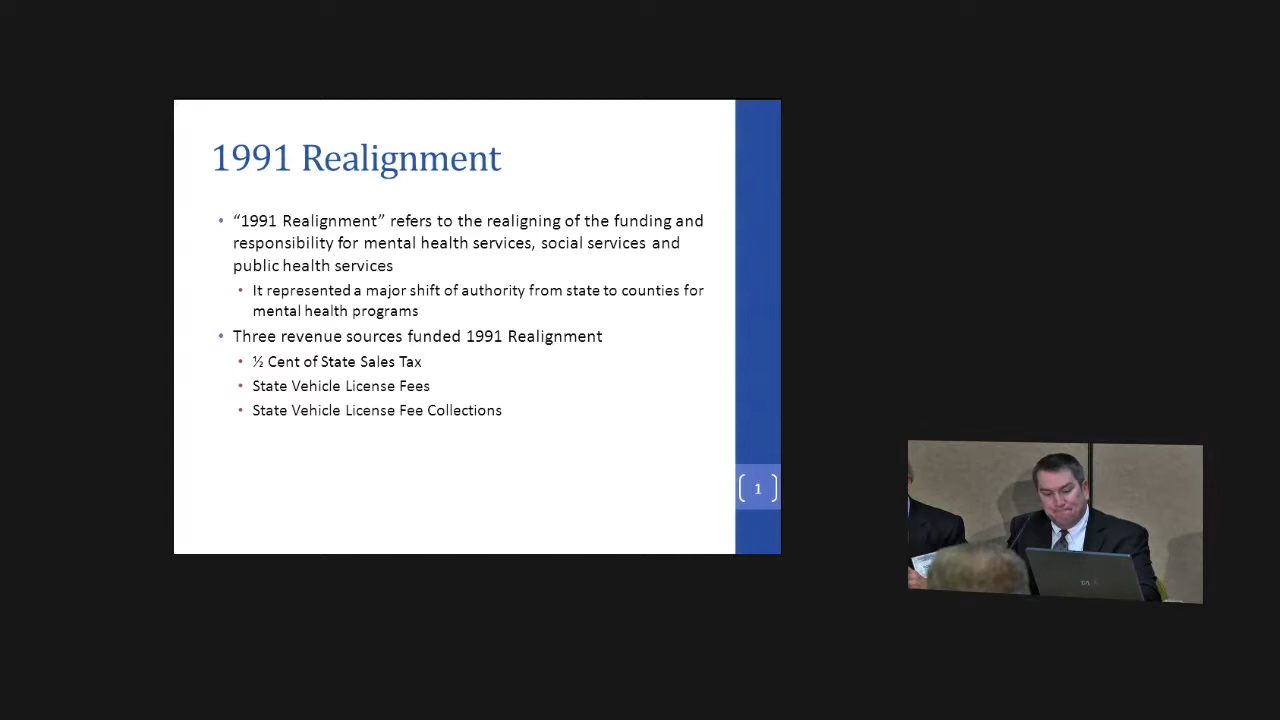 1991 Realignment
• “1991 Realignment” refers to the realigning of the funding and
responsibility for mental health services, social services and
public health services
• It represented a major shift of authority from state to counties for
mental health programs
• Three revenue sources funded 1991 Realignment
• ½ Cent of State Sales Tax
• State Vehicle License Fees
• State Vehicle License Fee Collections
1